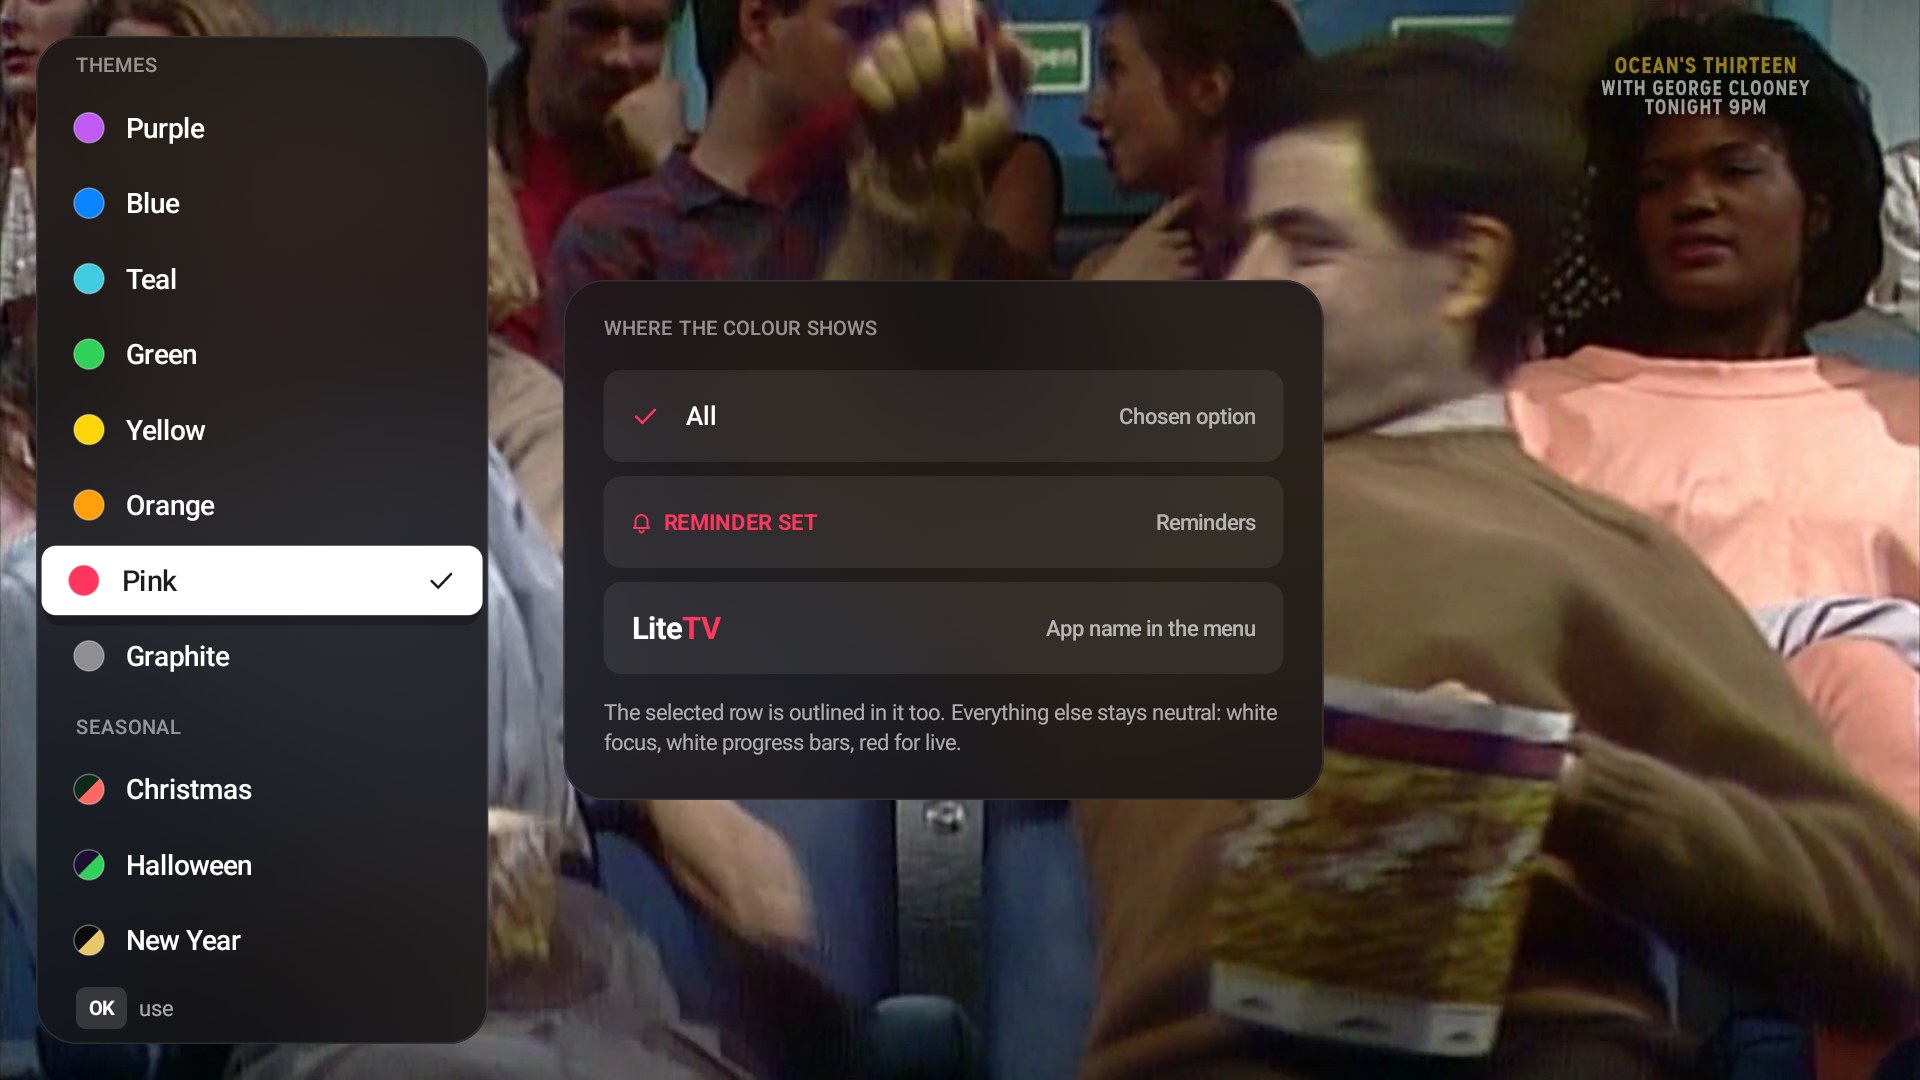 THEMES
Purple
Blue
Teal
Green
Yellow
Orange
Pink
Graphite
SEASONAL
Christmas
Halloween
New Year
OK use
WHERE THE COLOUR SHOWS
All Chosen option
REMINDER SET Reminders
LiteTV App name in the menu
The selected row is outlined in it too. Everything else stays neutral: white
focus, white progress bars, red for live.
OCEAN'S THIRTEEN
WITH GEORGE CLOONEY
TONIGHT 9PM